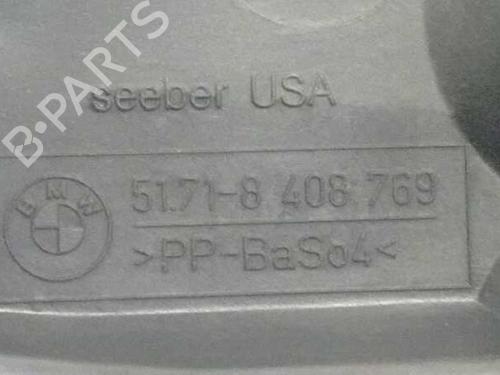 B-PARTS
seeber USA
BMW
51.71-8 408 769
>PP-BaSo4<